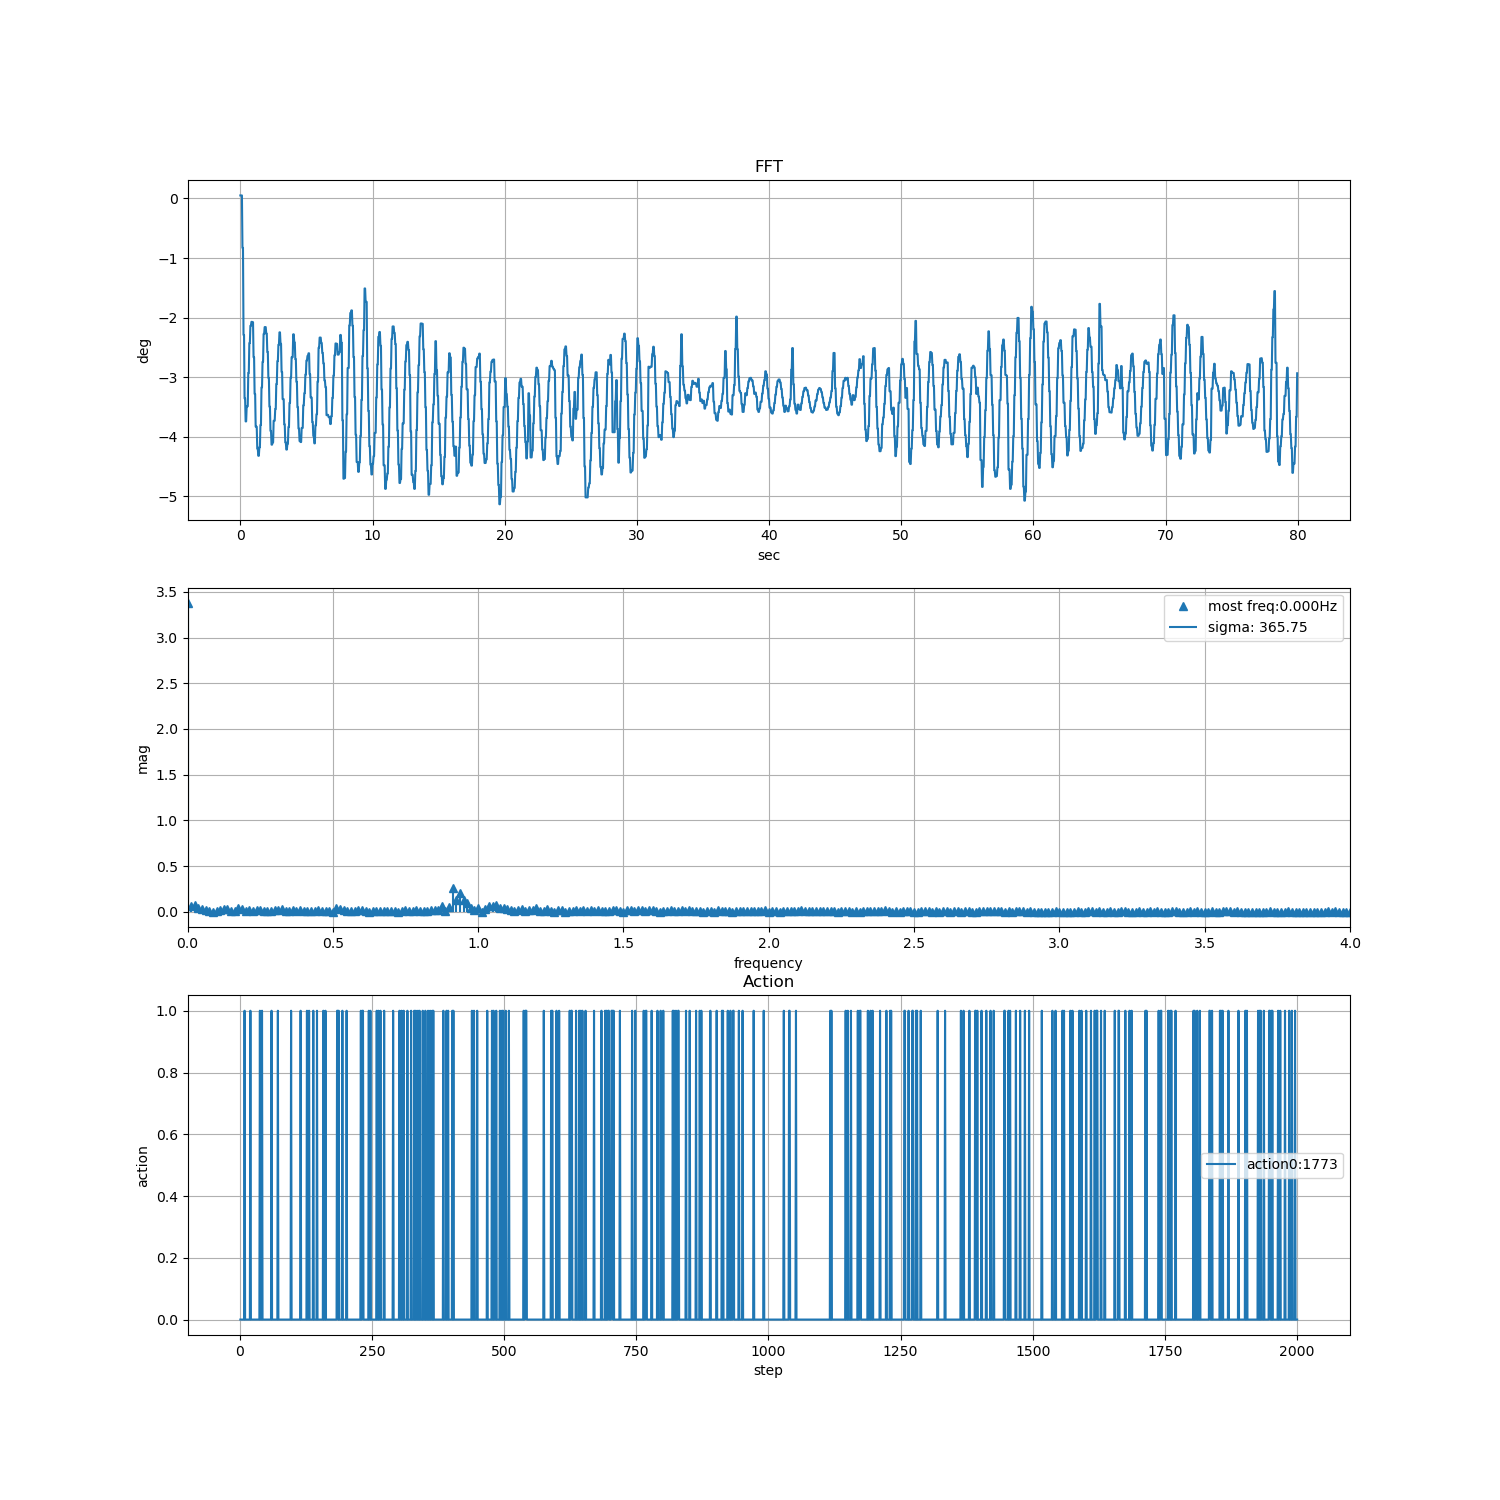 FFT
0
−1
−2
−3
−4
−5
deg
0 10 20 30 40 50 60 70 80
sec
3.5
3.0
2.5
2.0
1.5
1.0
0.5
0.0
mag
most freq:0.000Hz
sigma: 365.75
0.0 0.5 1.0 1.5 2.0 2.5 3.0 3.5 4.0
frequency
Action
1.0
0.8
0.6
0.4
0.2
0.0
action
action0:1773
0 250 500 750 1000 1250 1500 1750 2000
step